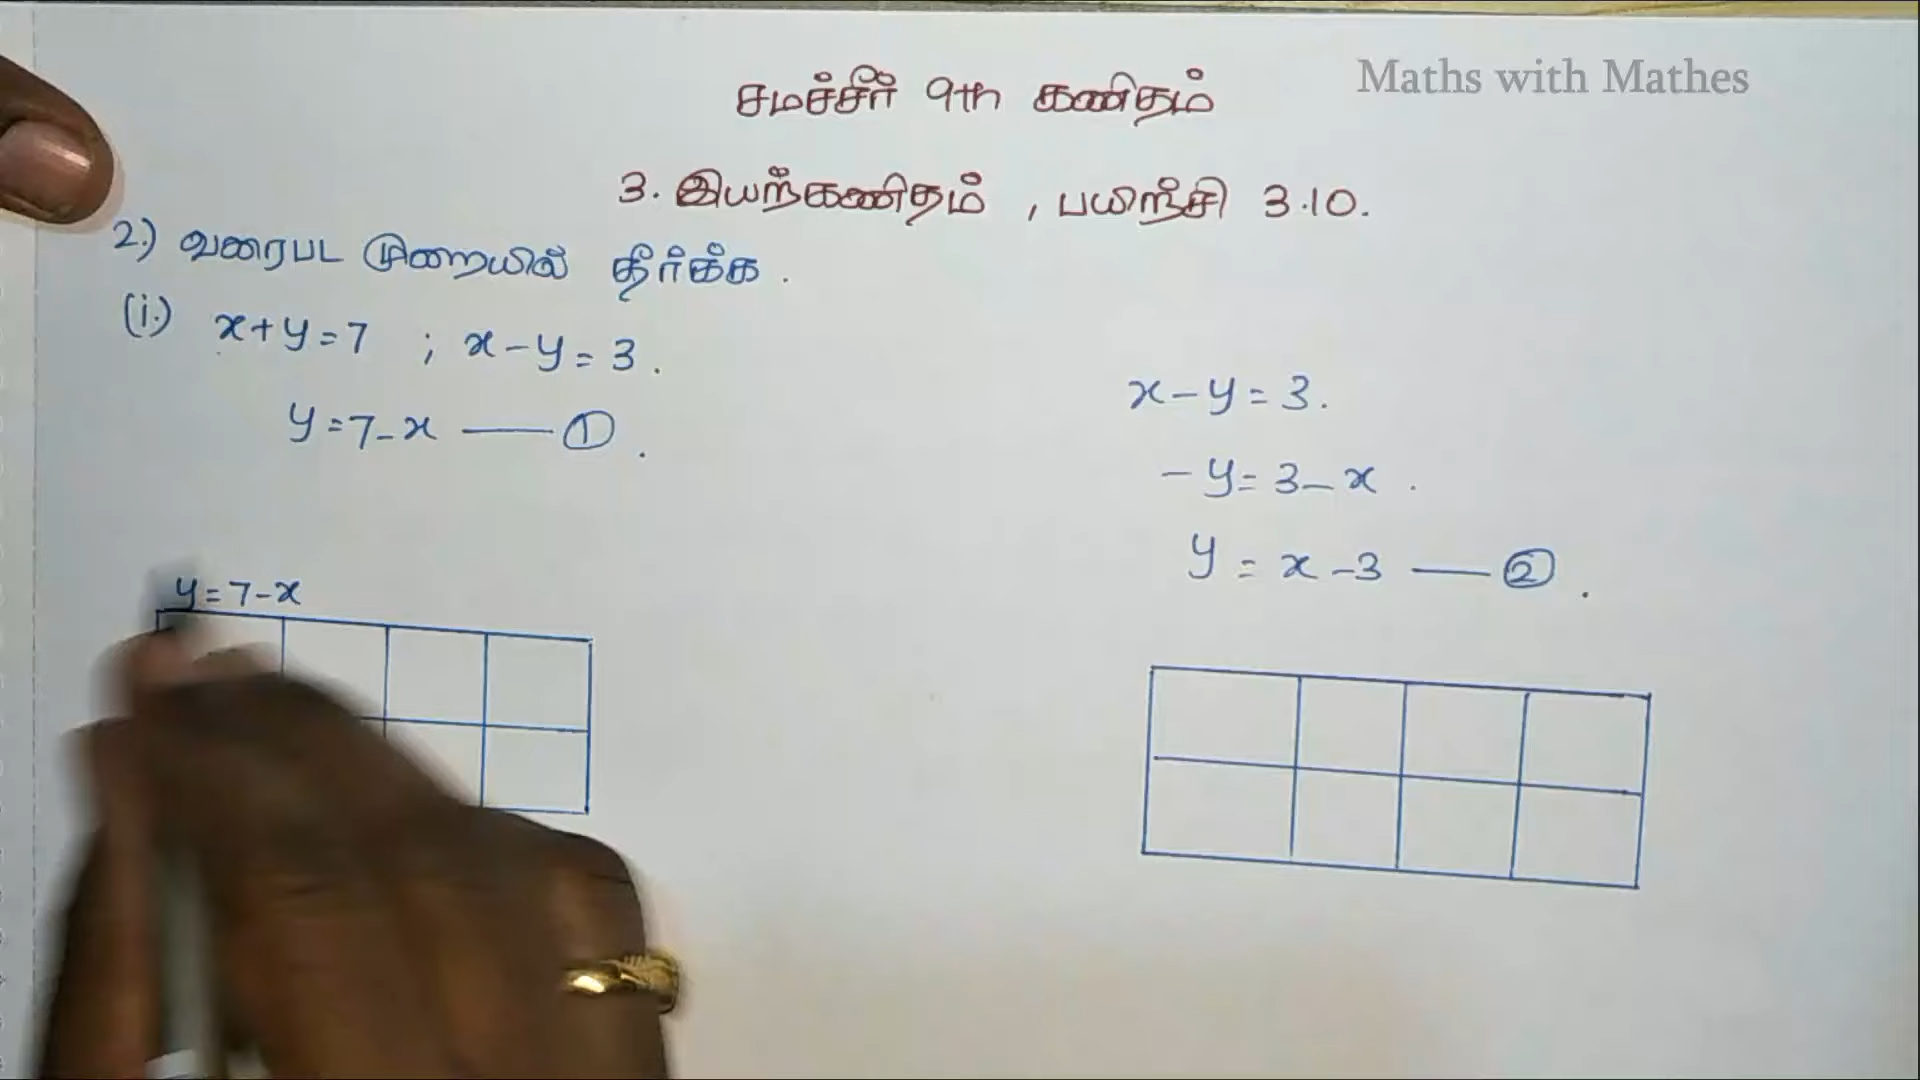 சமச்சீர் 9th கணிதம்
Maths with Mathes
3. இயற்கணிதம் , பயிற்சி 3.10.
2.) வரைபட முறையில் தீர்க்க .
(i.) x+y=7 ; x-y=3.
y=7-x —— ①.
x-y=3.
-y=3-x.
y=x-3 —— ②.
y=7-x